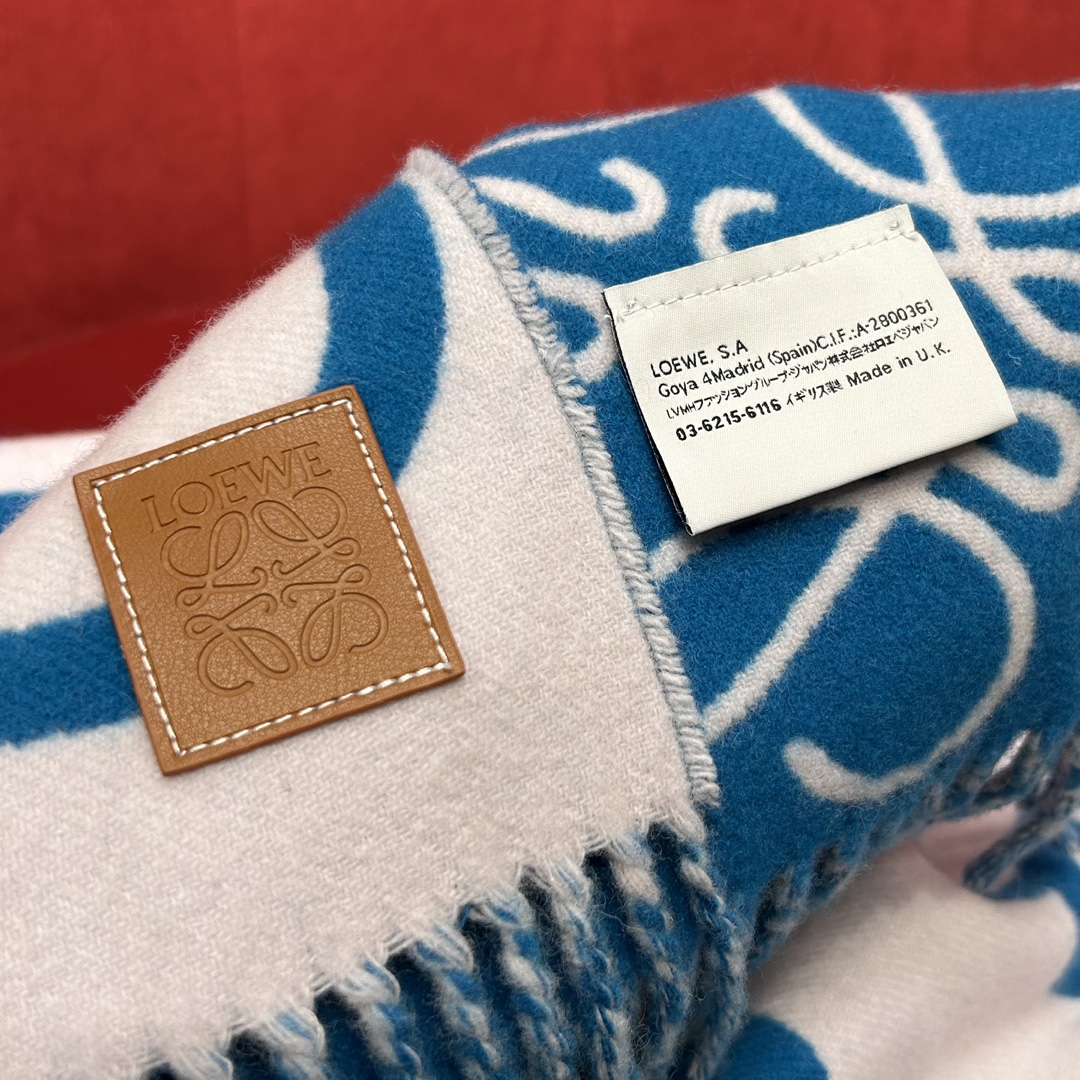 LOEWE
LOEWE, S.A
Goya 4Madrid (Spain)C.I.F.:A-2800361
LVMHファッション・グループ・ジャパン株式会社ロエベジャパン
03-6215-6116 イギリス製 Made in U.K.